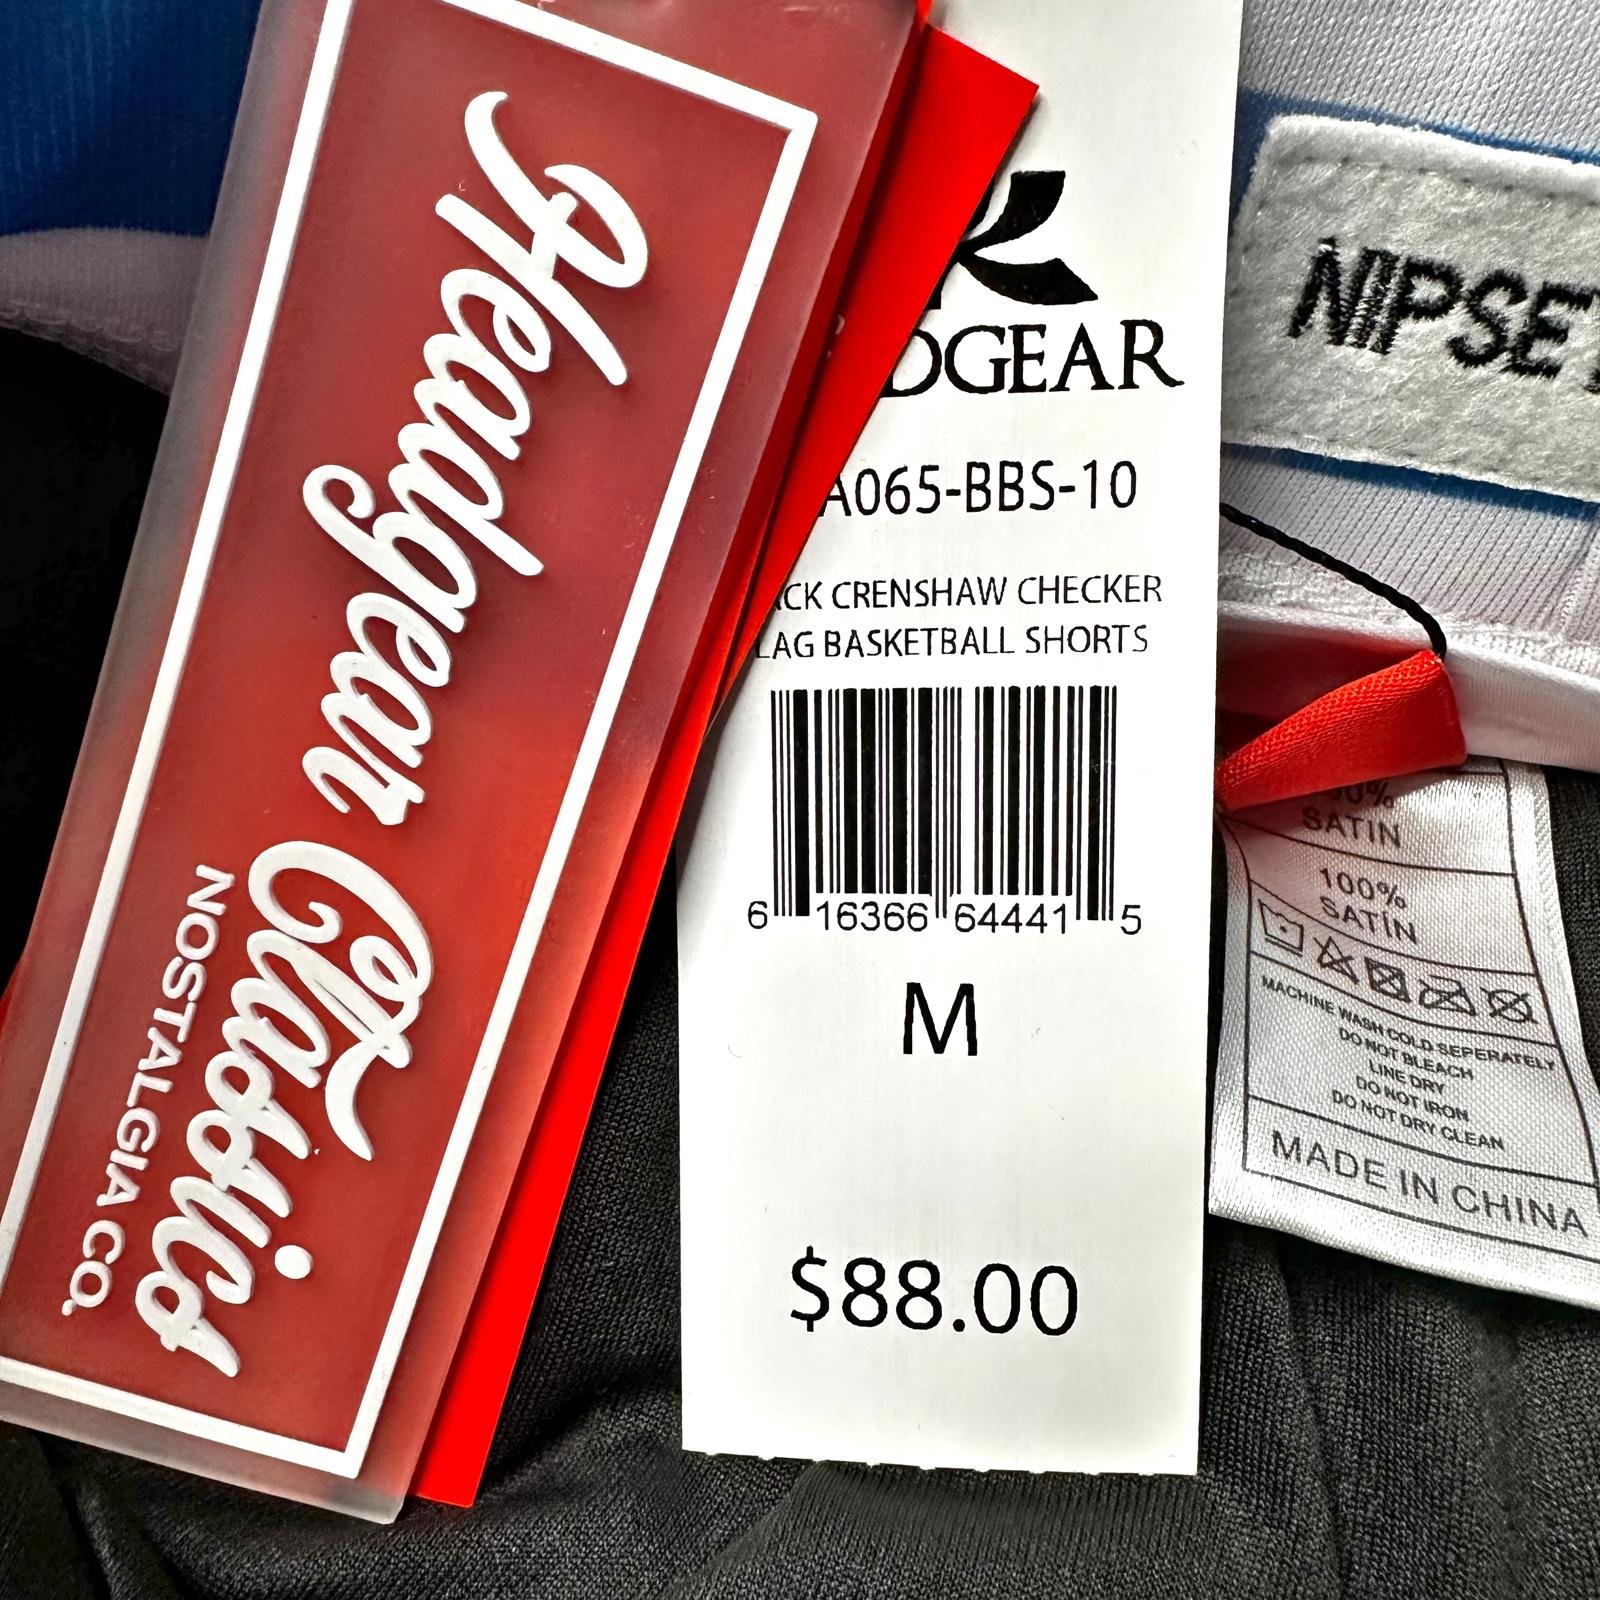 Headgear Classics
NOSTALGIA CO.
DGEAR
A065-BBS-10
CK CRENSHAW CHECKER
LAG BASKETBALL SHORTS
6 16366 64441 5
M
$88.00
NIPSEY
00%
SATIN
100%
SATIN
MACHINE WASH COLD SEPERATELY
DO NOT BLEACH
LINE DRY
DO NOT IRON
DO NOT DRY CLEAN
MADE IN CHINA